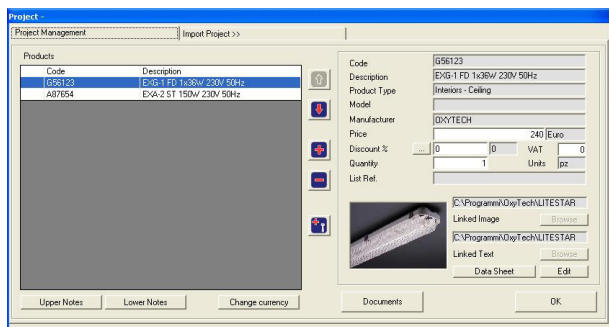 Project -
Project Management
Import Project >>
Products
Code Description
G56123 EXG-1 FD 1x36W 230V 50Hz
A87654 EXA-2 ST 150W 230V 50Hz
Upper Notes
Lower Notes
Change currency
Code G56123
Description EXG-1 FD 1x36W 230V 50Hz
Product Type Interiors - Ceiling
Model
Manufacturer OXYTECH
Price 240 Euro
Discount % ... 0 0 VAT 0
Quantity 1 Units pz
List Ref.
C:\Programmi\OxyTech\LITESTAR
Linked Image Browse
C:\Programmi\OxyTech\LITESTAR
Linked Text Browse
Data Sheet Edit
Documents
OK